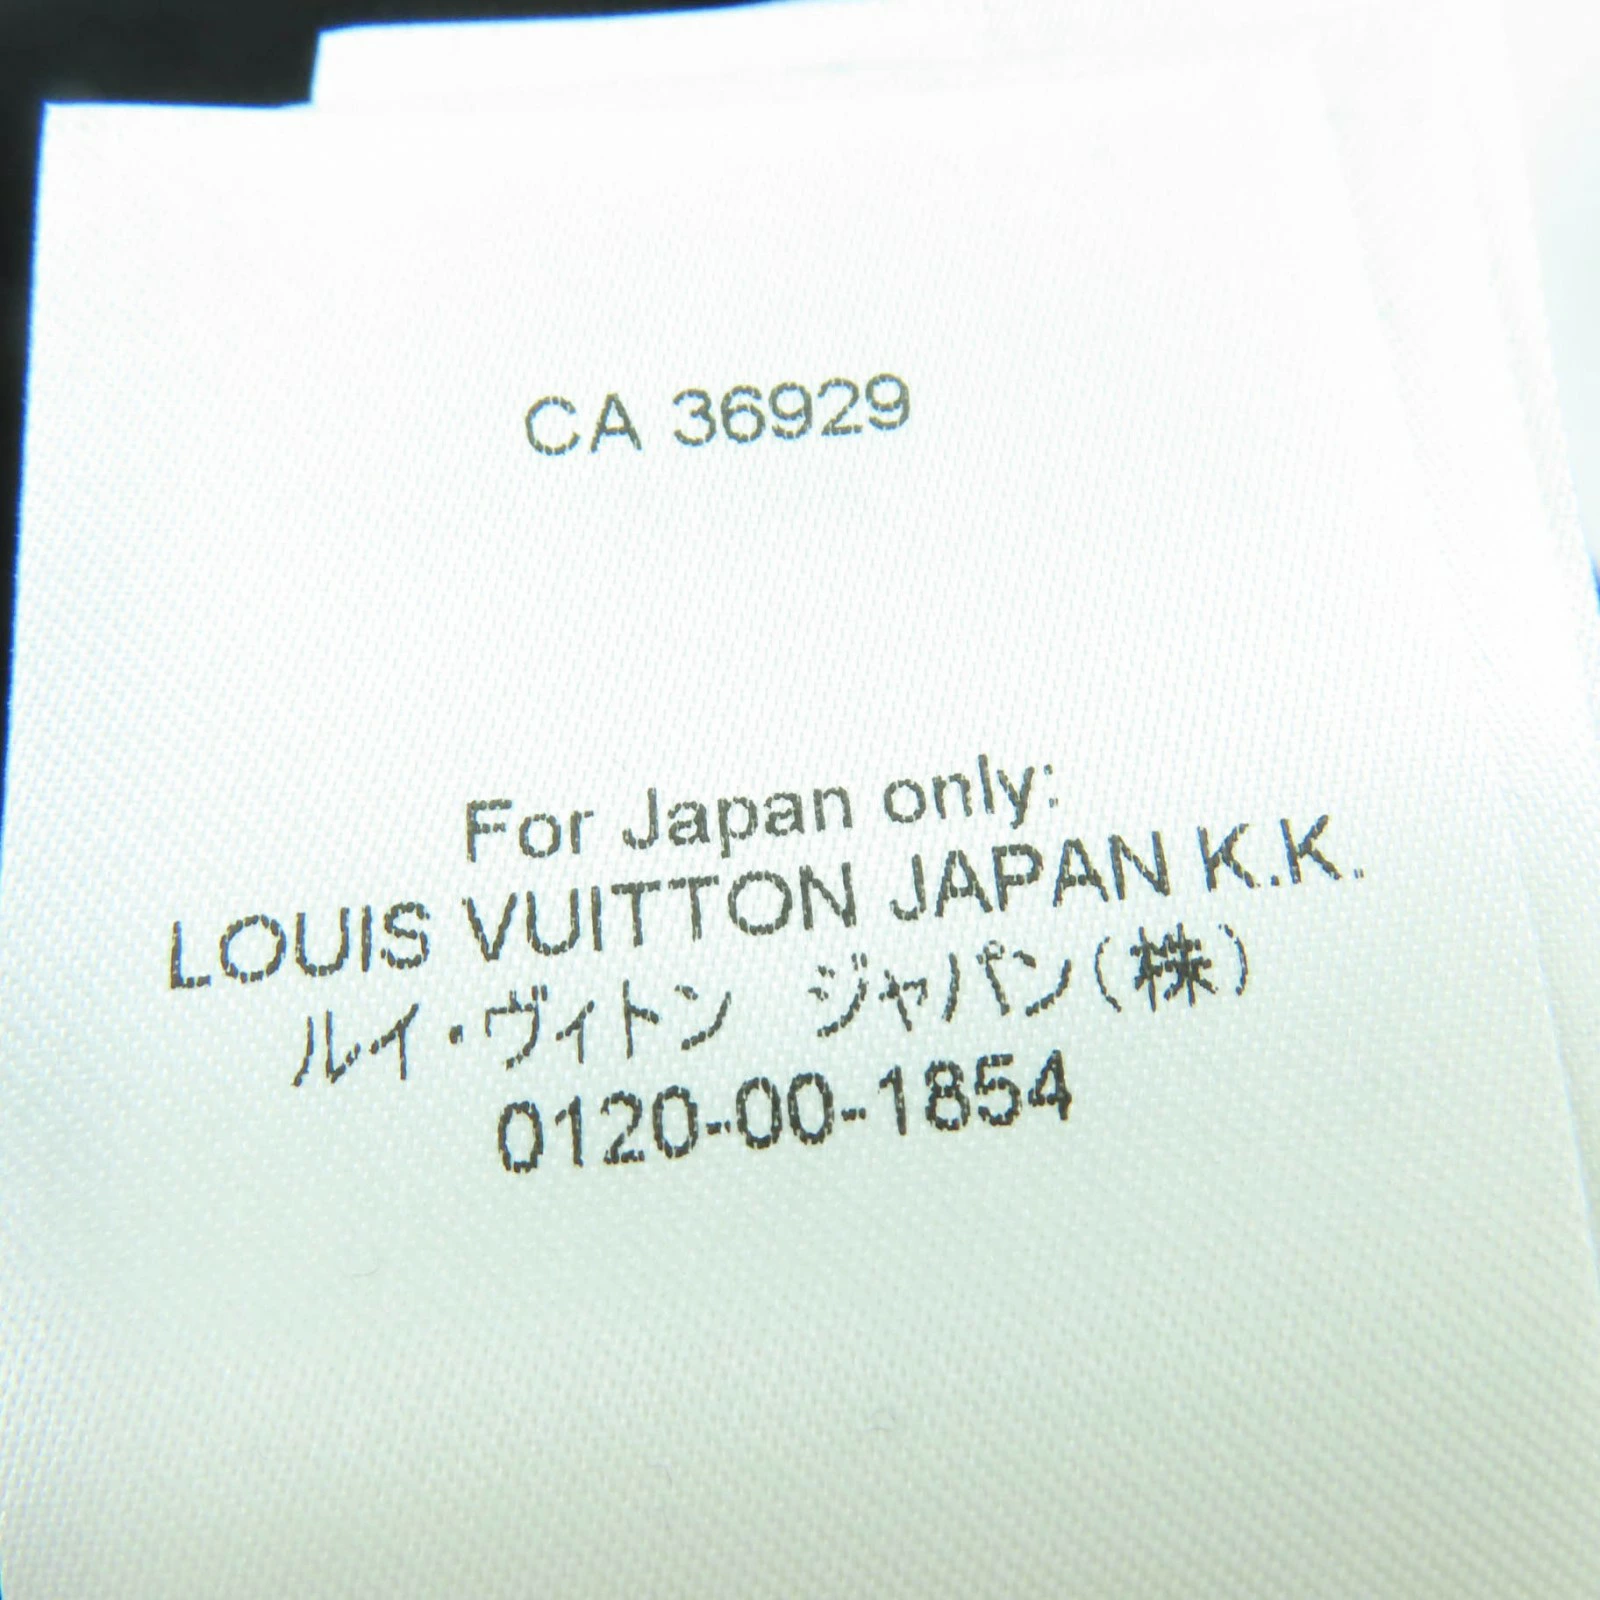 CA 36929
For Japan only:
LOUIS VUITTON JAPAN K.K.
ルイ・ヴィトン　ジャパン(株)
0120-00-1854